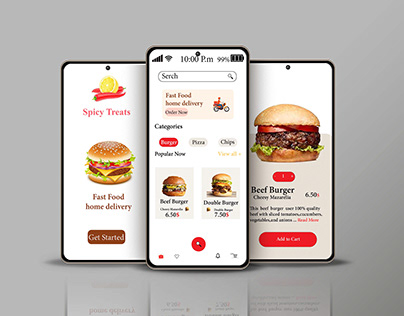 Spicy Treats
Fast Food
home delivery
Get Started
10:00 P.m 99%
Serch
Fast Food
home delivery
Order Now
Categories
Burger Pizza Chips
Popular Now View all
Beef Burger
Cheesy Mozarella
6.50$
Double Burger
Double Burger
7.50$
1
Beef Burger
Cheesy Mazarella
6.50$
This beef burger user 100% quality
beef with sliced tomatoes,cucumbers,
vegetables,and onions ... Read More
Add to Cart